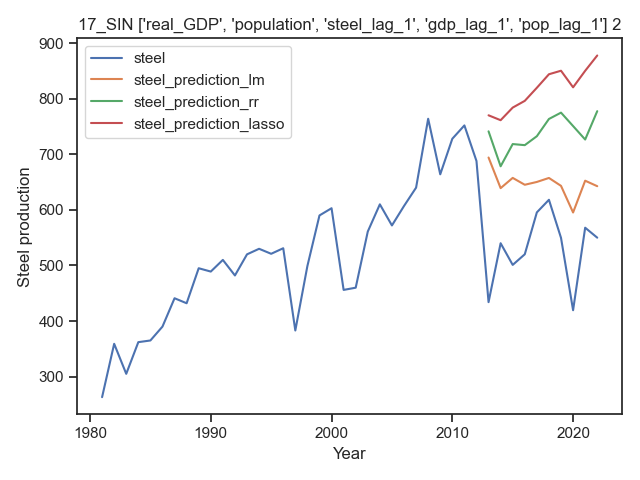 17_SIN ['real_GDP', 'population', 'steel_lag_1', 'gdp_lag_1', 'pop_lag_1'] 2
900
800
700
600
500
400
300
steel
steel_prediction_lm
steel_prediction_rr
steel_prediction_lasso
Steel production
1980
1990
2000
2010
2020
Year